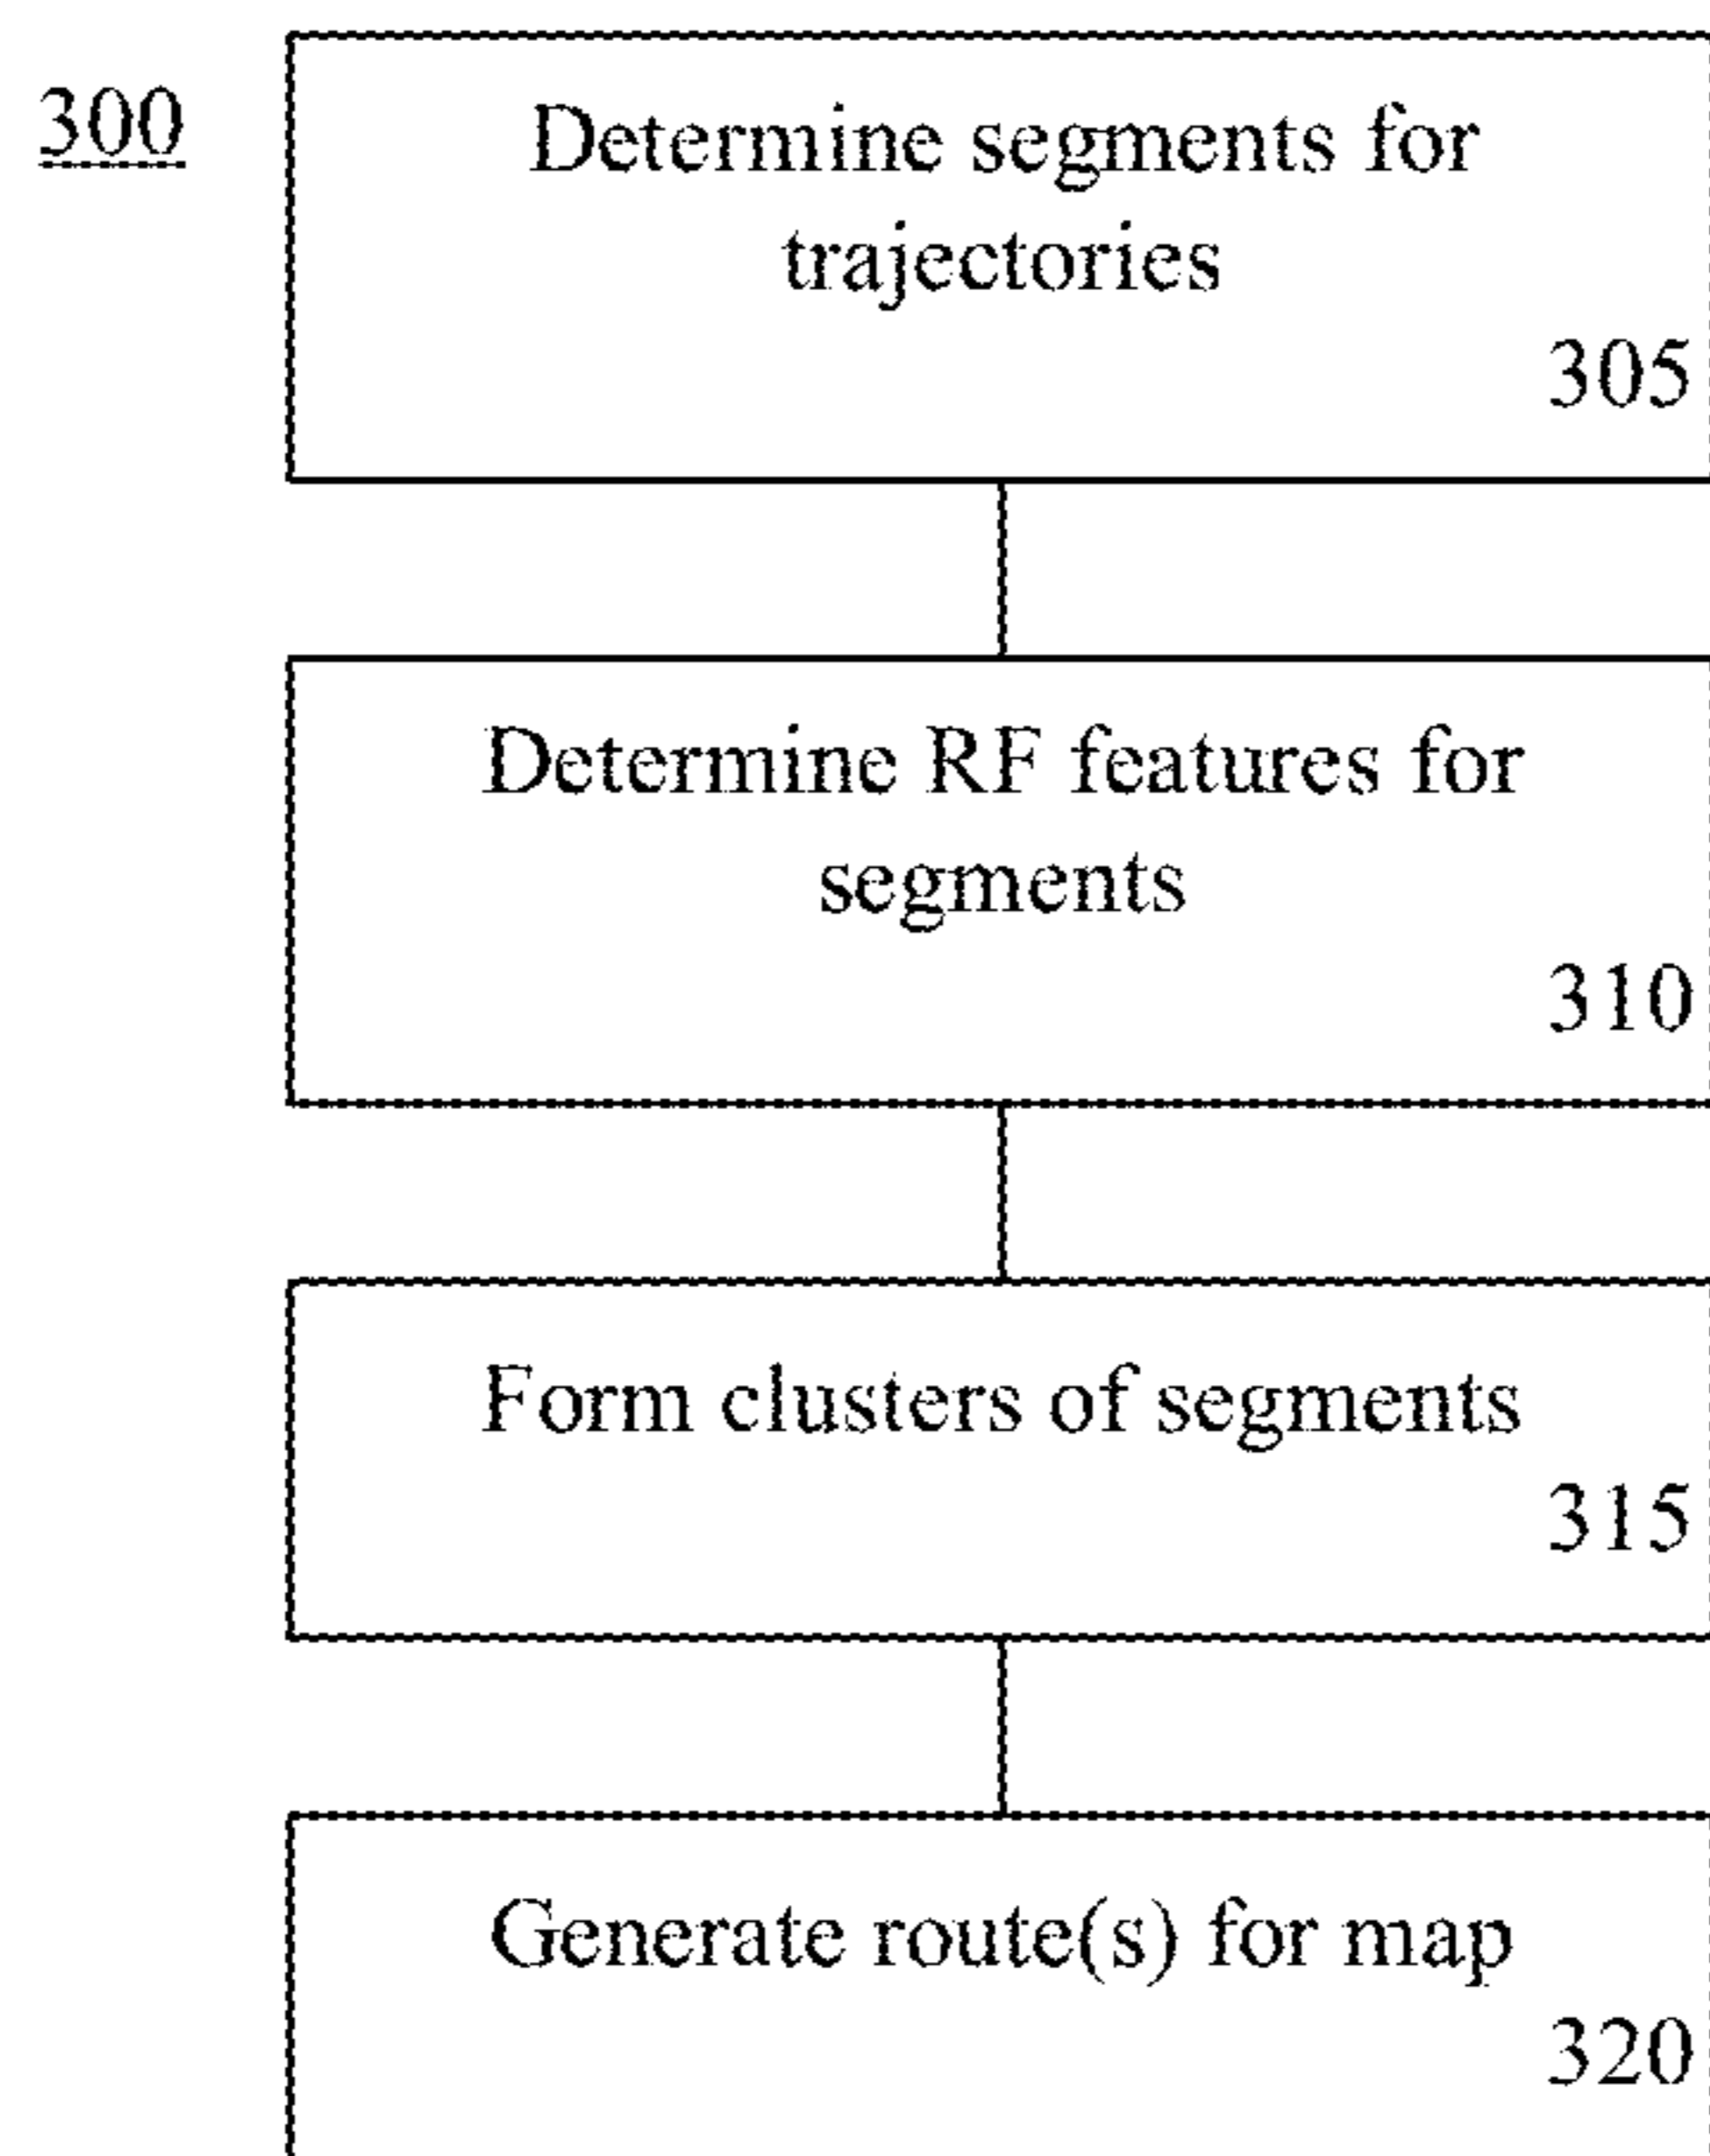 300
Determine segments for
trajectories
305
Determine RF features for
segments
310
Form clusters of segments
315
Generate route(s) for map
320